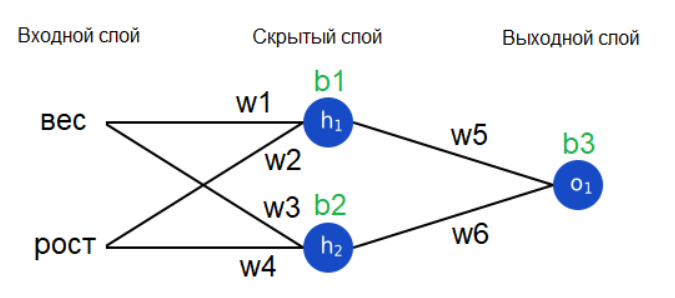 Входной слой Скрытый слой Выходной слой
b1
вес w1 h₁
w2 w5 b3
o₁
w3 b2
рост h₂ w6
w4